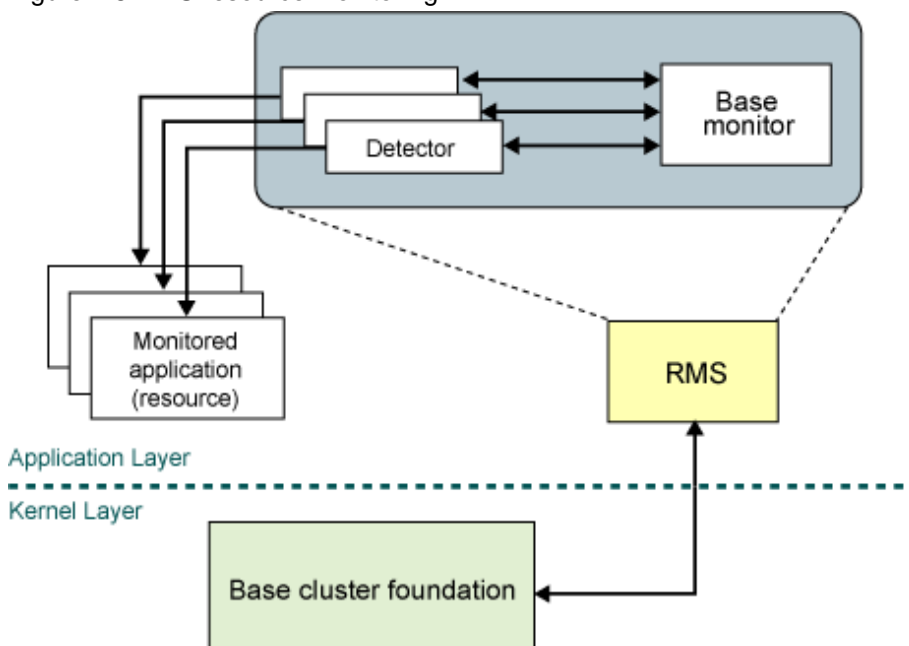 Base
monitor
Detector
Monitored
application
(resource)
RMS
Application Layer
Kernel Layer
Base cluster foundation